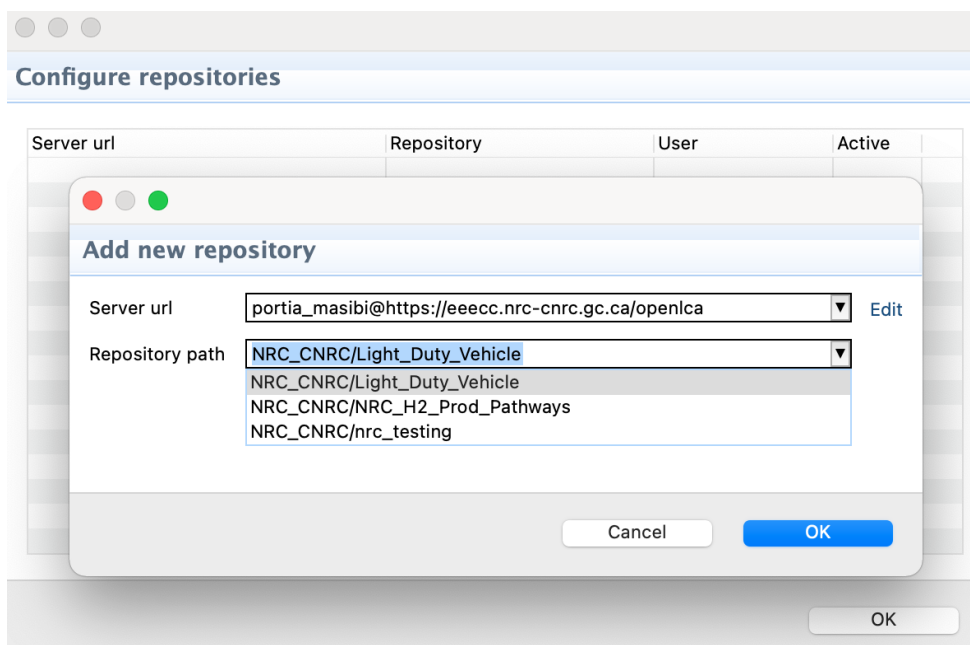 Configure repositories
Server url Repository User Active
Add new repository
Server url portia_masibi@https://eeecc.nrc-cnrc.gc.ca/openlca Edit
Repository path NRC_CNRC/Light_Duty_Vehicle
NRC_CNRC/Light_Duty_Vehicle
NRC_CNRC/NRC_H2_Prod_Pathways
NRC_CNRC/nrc_testing
Cancel OK
OK